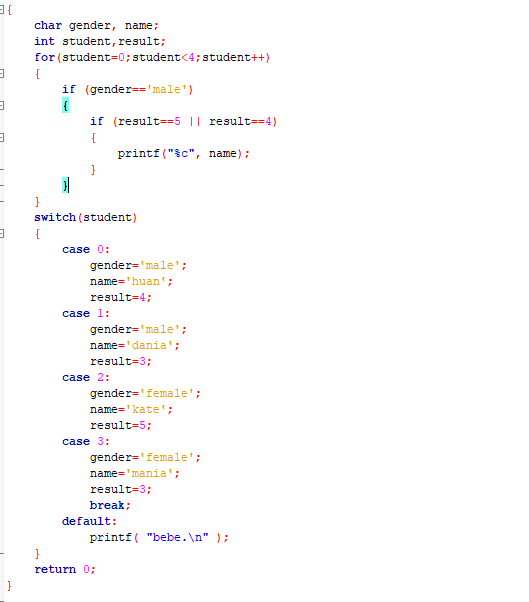 {
char gender, name;
int student,result;
for(student=0;student<4;student++)
{
if (gender=='male')
{
if (result==5 || result==4)
{
printf("%c", name);
}
}
}
switch(student)
{
case 0:
gender='male';
name='huan';
result=4;
case 1:
gender='male';
name='dania';
result=3;
case 2:
gender='female';
name='kate';
result=5;
case 3:
gender='female';
name='mania';
result=3;
break;
default:
printf( "bebe.\n" );
}
return 0;
}